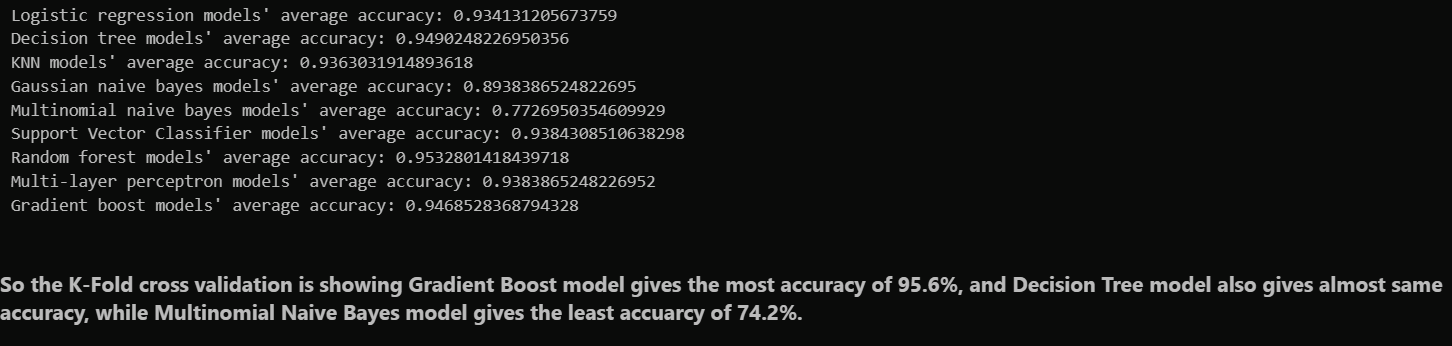 Logistic regression models' average accuracy: 0.934131205673759
Decision tree models' average accuracy: 0.9490248226950356
KNN models' average accuracy: 0.9363031914893618
Gaussian naive bayes models' average accuracy: 0.8938386524822695
Multinomial naive bayes models' average accuracy: 0.7726950354609929
Support Vector Classifier models' average accuracy: 0.9384308510638298
Random forest models' average accuracy: 0.9532801418439718
Multi-layer perceptron models' average accuracy: 0.9383865248226952
Gradient boost models' average accuracy: 0.9468528368794328
So the K-Fold cross validation is showing Gradient Boost model gives the most accuracy of 95.6%, and Decision Tree model also gives almost same
accuracy, while Multinomial Naive Bayes model gives the least accuarcy of 74.2%.